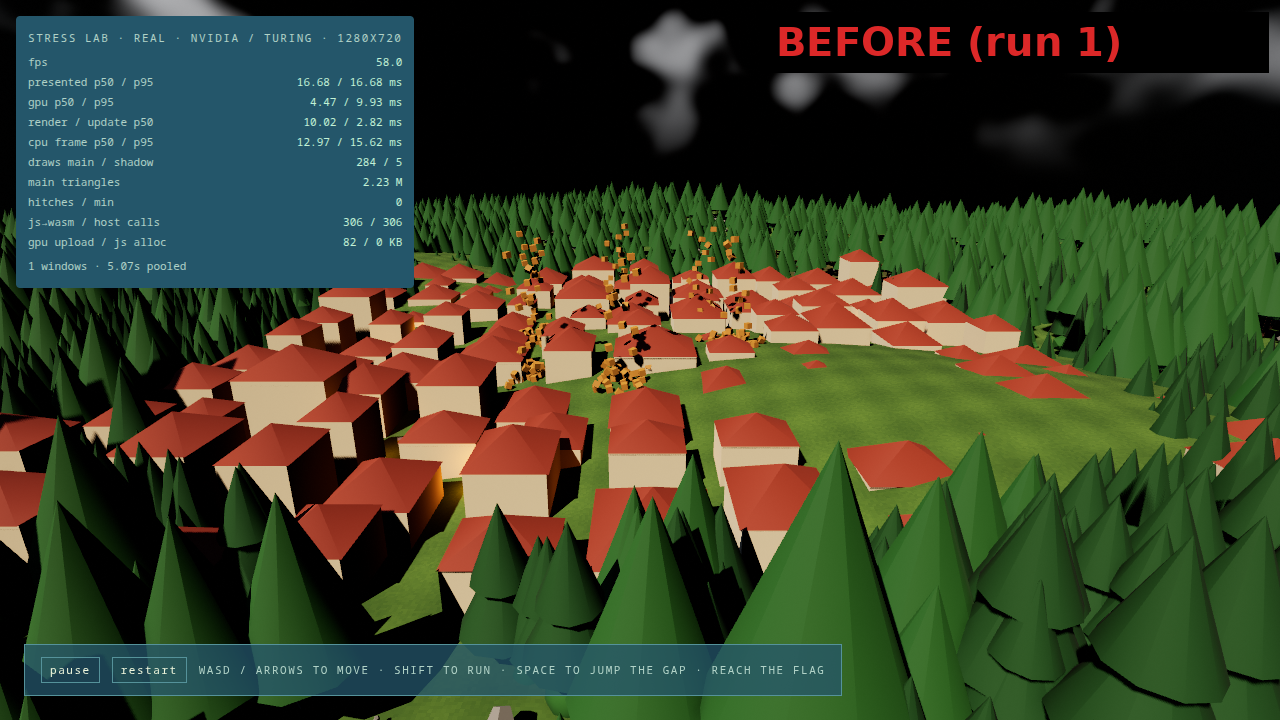 STRESS LAB · REAL · NVIDIA / TURING · 1280X720
fps 58.0
presented p50 / p95 16.68 / 16.68 ms
gpu p50 / p95 4.47 / 9.93 ms
render / update p50 10.02 / 2.82 ms
cpu frame p50 / p95 12.97 / 15.62 ms
draws main / shadow 284 / 5
main triangles 2.23 M
hitches / min 0
js→wasm / host calls 306 / 306
gpu upload / js alloc 82 / 0 KB
1 windows · 5.07s pooled
BEFORE (run 1)
pause restart WASD / ARROWS TO MOVE · SHIFT TO RUN · SPACE TO JUMP THE GAP · REACH THE FLAG